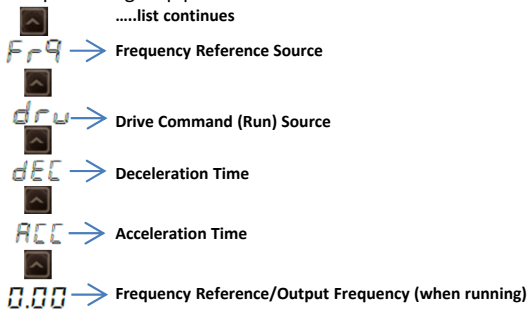 …..list continues
Frq Frequency Reference Source
drv Drive Command (Run) Source
dEC Deceleration Time
ACC Acceleration Time
0.00 Frequency Reference/Output Frequency (when running)